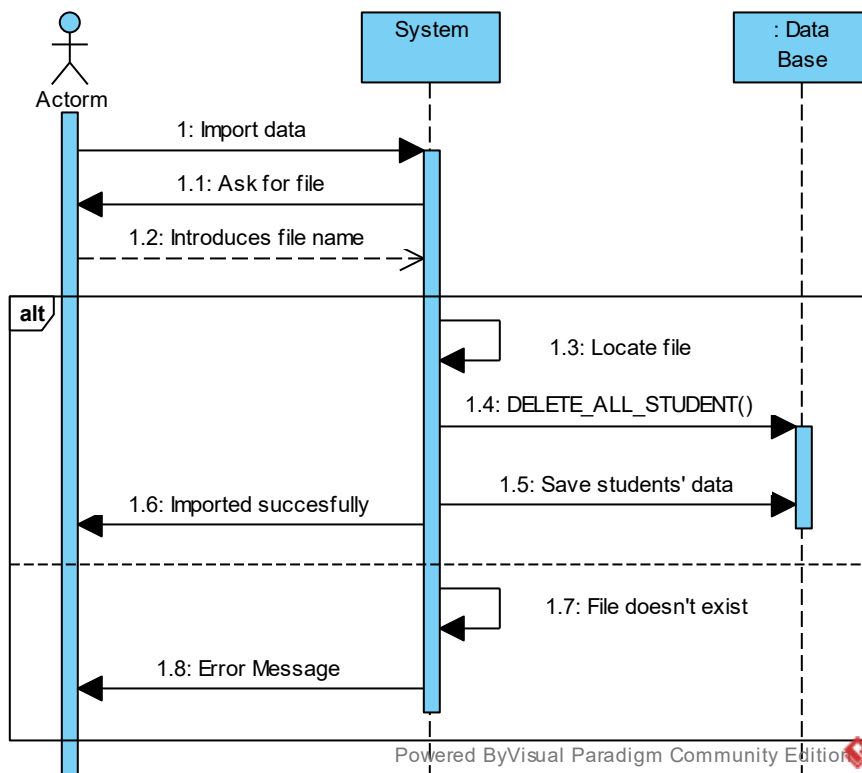 System
: Data
Base
Actorm
1: Import data
1.1: Ask for file
1.2: Introduces file name
alt
1.3: Locate file
1.4: DELETE_ALL_STUDENT()
1.5: Save students' data
1.6: Imported succesfully
1.7: File doesn't exist
1.8: Error Message
Powered ByVisual Paradigm Community Edition